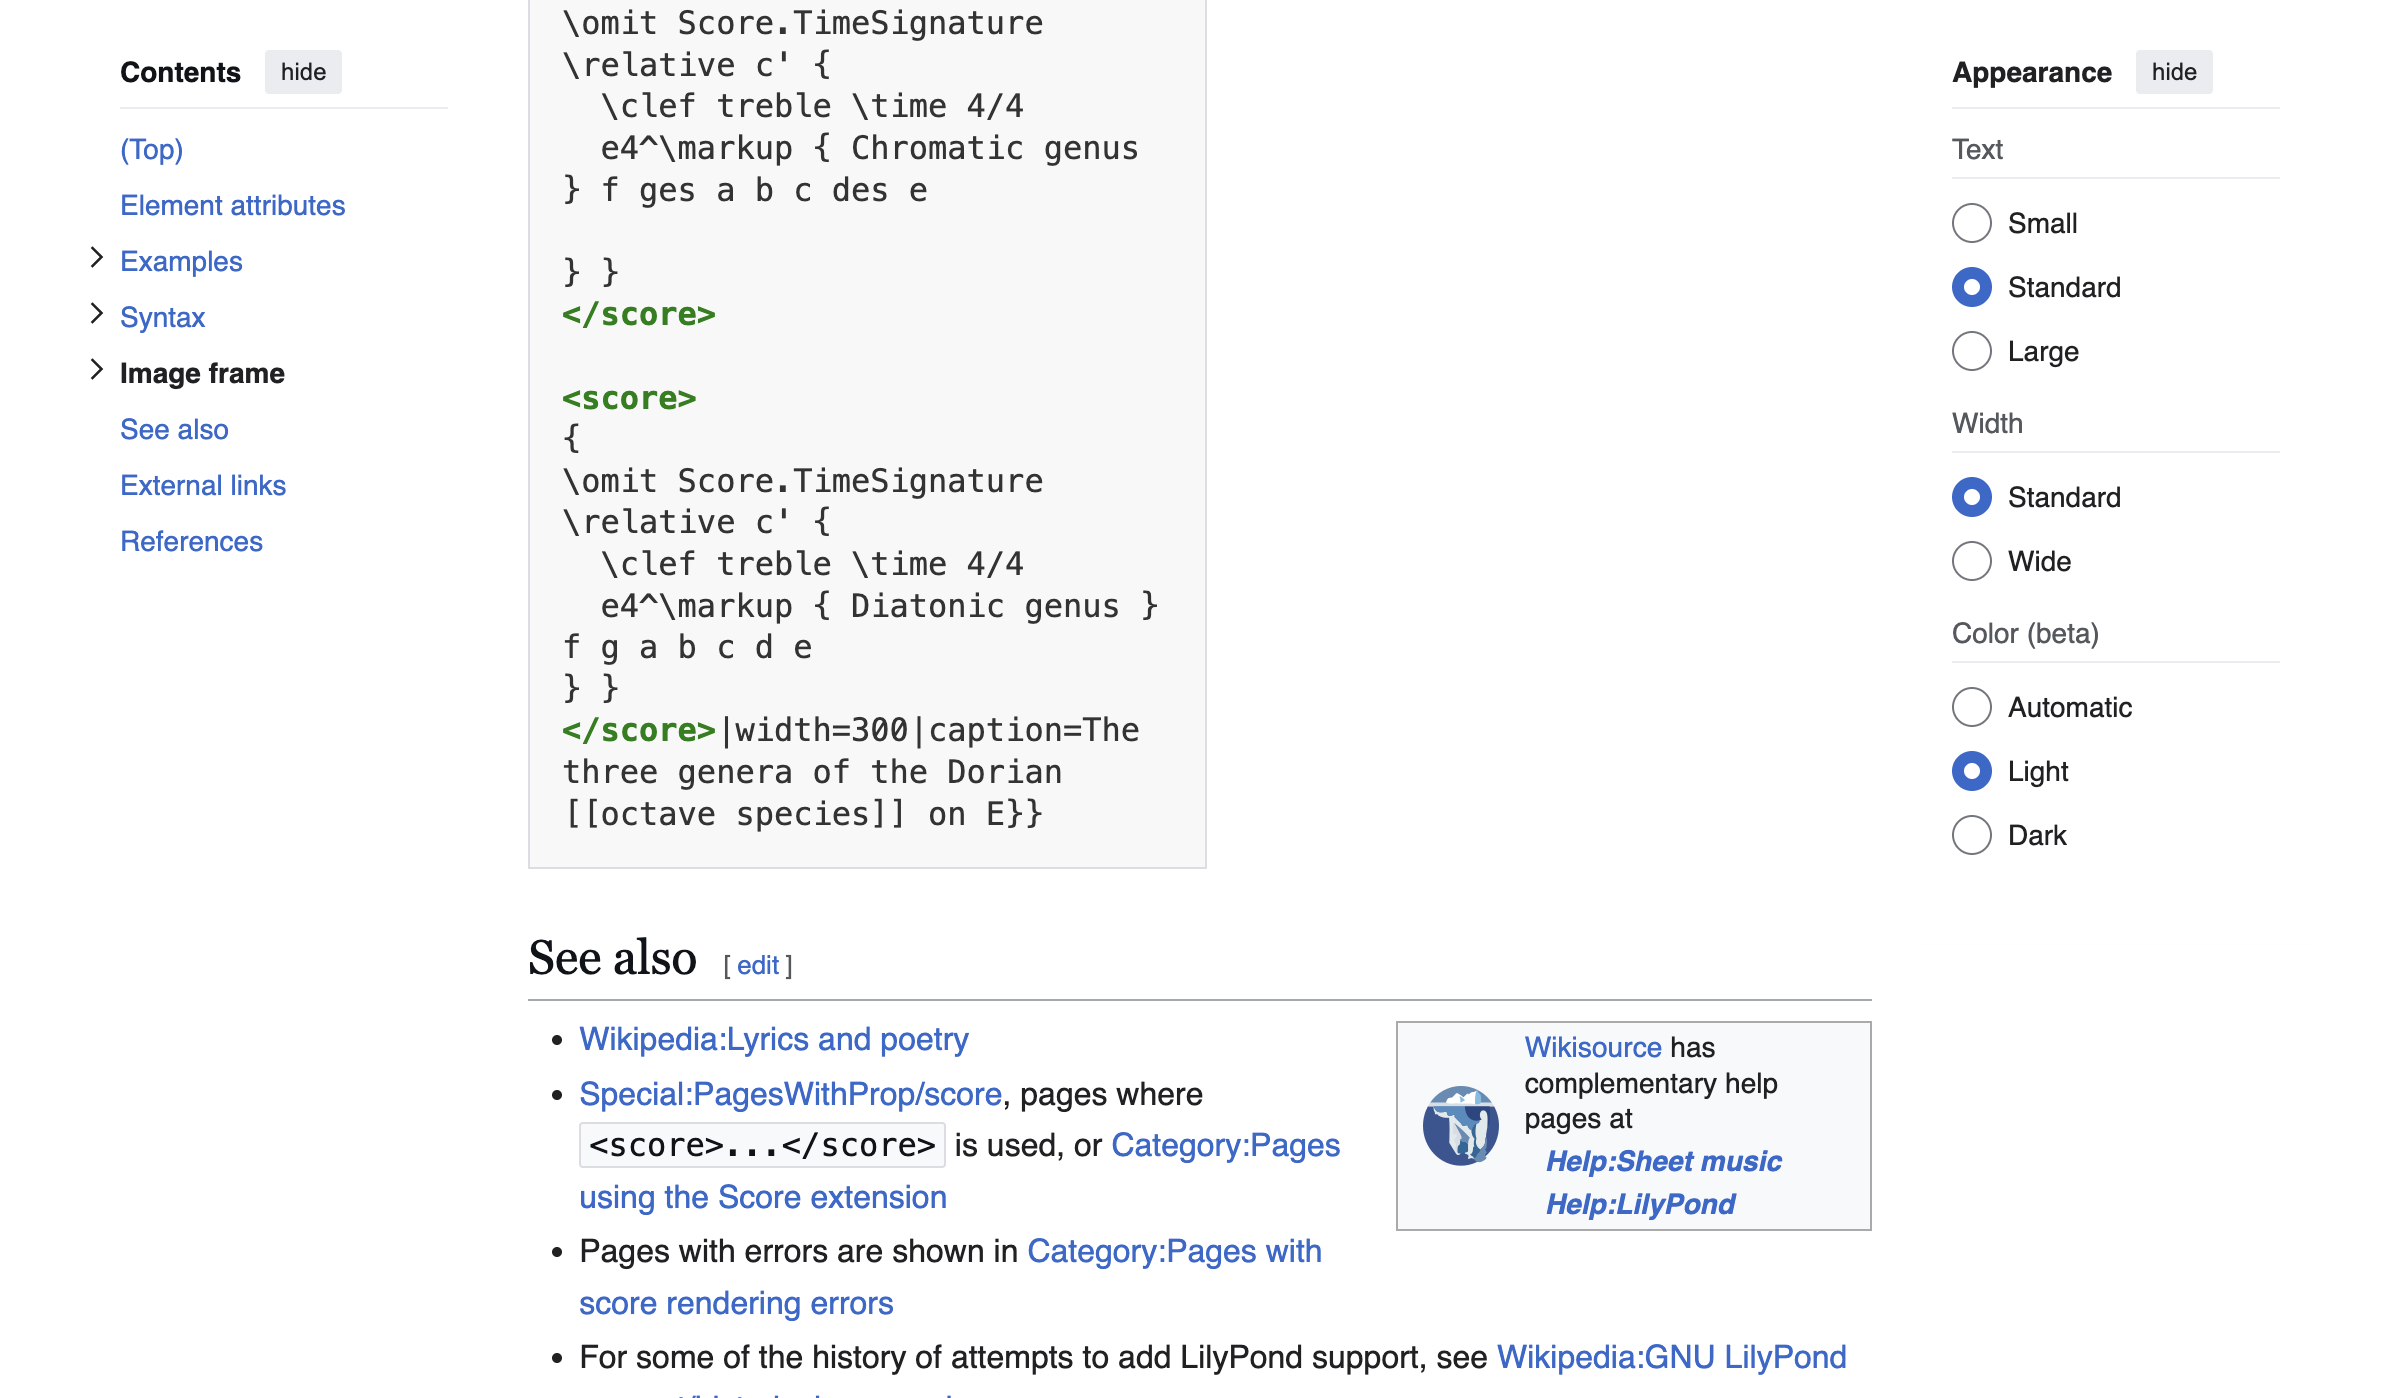 Contents hide
(Top)
Element attributes
Examples
Syntax
Image frame
See also
External links
References
\omit Score.TimeSignature
\relative c' {
  \clef treble \time 4/4
  e4^\markup { Chromatic genus
} f ges a b c des e
} }
</score>
<score>
{
\omit Score.TimeSignature
\relative c' {
  \clef treble \time 4/4
  e4^\markup { Diatonic genus }
f g a b c d e
} }
</score>|width=300|caption=The
three genera of the Dorian
[[octave species]] on E}}
See also [ edit ]
• Wikipedia:Lyrics and poetry
• Special:PagesWithProp/score, pages where
<score>...</score> is used, or Category:Pages
using the Score extension
• Pages with errors are shown in Category:Pages with
score rendering errors
• For some of the history of attempts to add LilyPond support, see Wikipedia:GNU LilyPond
Wikisource has
complementary help
pages at
Help:Sheet music
Help:LilyPond
Appearance hide
Text
Small
Standard
Large
Width
Standard
Wide
Color (beta)
Automatic
Light
Dark